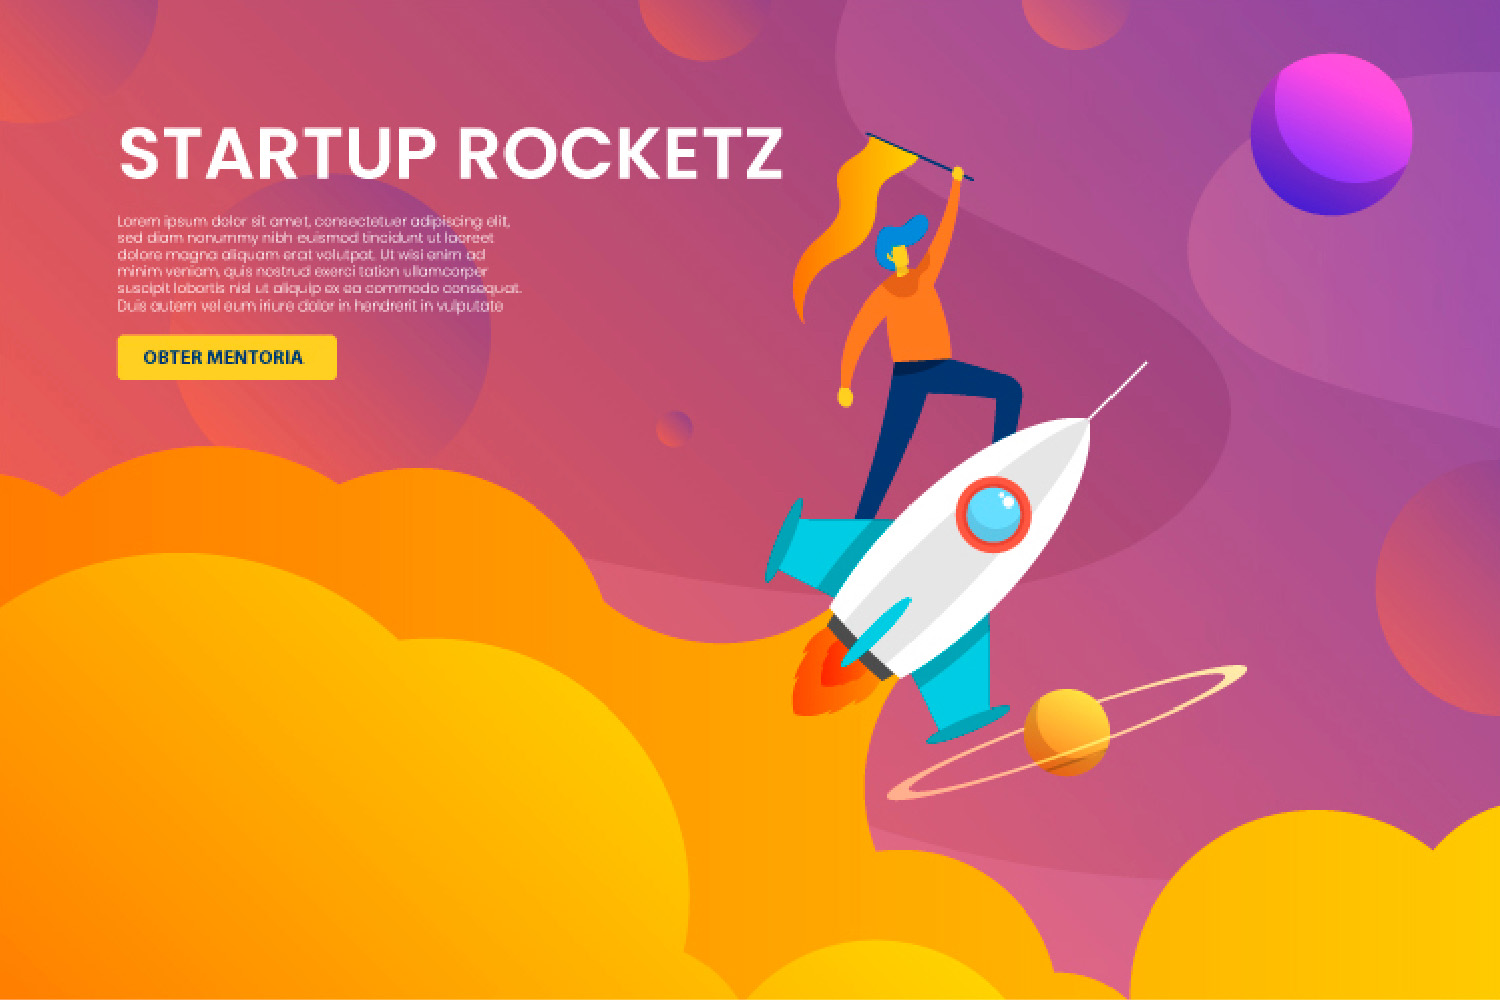 STARTUP ROCKETZ
Lorem ipsum dolor sit amet, consectetuer adipiscing elit,
sed diam nonummy nibh euismod tincidunt ut laoreet
dolore magna aliquam erat volutpat. Ut wisi enim ad
minim veniam, quis nostrud exerci tation ullamcorper
suscipit lobortis nisl ut aliquip ex ea commodo consequat.
Duis autem vel eum iriure dolor in hendrerit in vulputate
OBTER MENTORIA